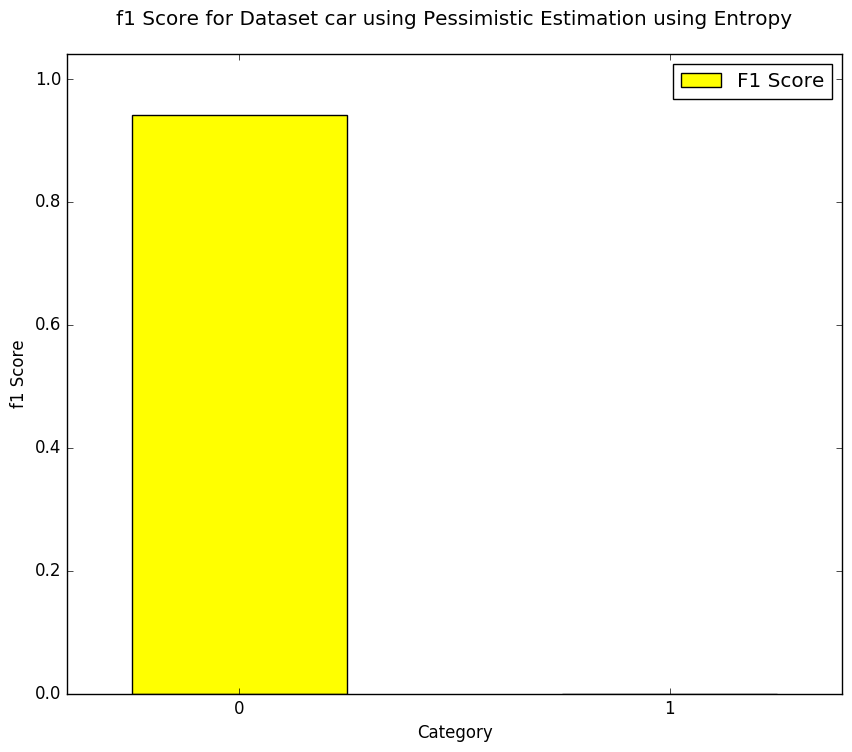 f1 Score for Dataset car using Pessimistic Estimation using Entropy
F1 Score
1.0
0.8
0.6
0.4
0.2
0.0
f1 Score
0
1
Category